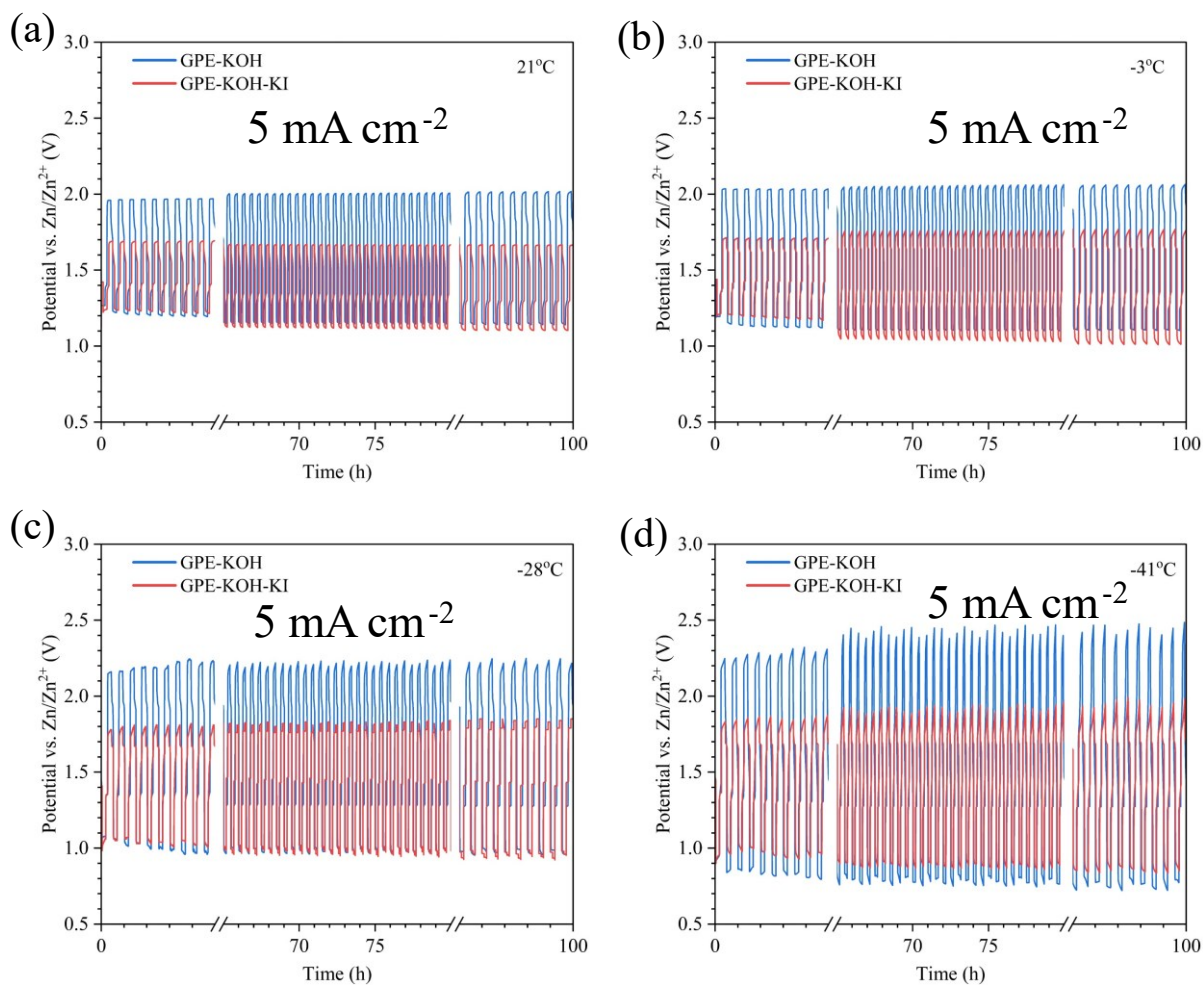 (a)
3.0
GPE-KOH
21°C
GPE-KOH-KI
5 mA cm⁻²
2.5
2.0
1.5
1.0
0.5
Potential vs. Zn/Zn²⁺ (V)
0 70 75 100
Time (h)
(b)
3.0
GPE-KOH
-3°C
GPE-KOH-KI
5 mA cm⁻²
2.5
2.0
1.5
1.0
0.5
Potential vs. Zn/Zn²⁺ (V)
0 70 75 100
Time (h)
(c)
3.0
GPE-KOH
-28°C
GPE-KOH-KI
5 mA cm⁻²
2.5
2.0
1.5
1.0
0.5
Potential vs. Zn/Zn²⁺ (V)
0 70 75 100
Time (h)
(d)
3.0
GPE-KOH
-41°C
GPE-KOH-KI
5 mA cm⁻²
2.5
2.0
1.5
1.0
0.5
Potential vs. Zn/Zn²⁺ (V)
0 70 75 100
Time (h)